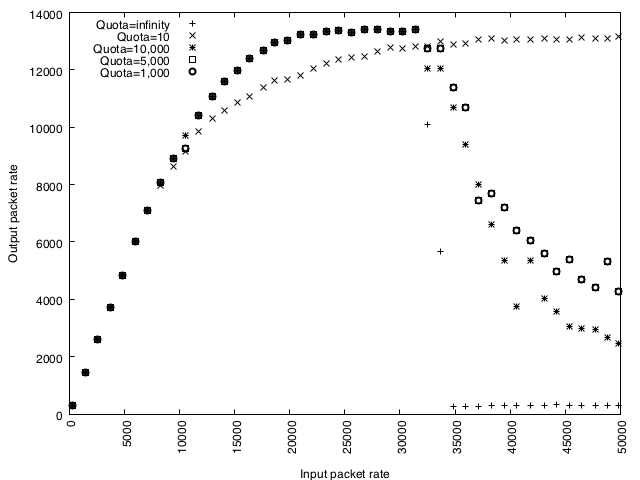 Quota=infinity
Quota=10
Quota=10,000
Quota=5,000
Quota=1,000
14000
12000
10000
8000
6000
4000
2000
0
Output packet rate
0
5000
10000
15000
20000
25000
30000
35000
40000
45000
50000
Input packet rate